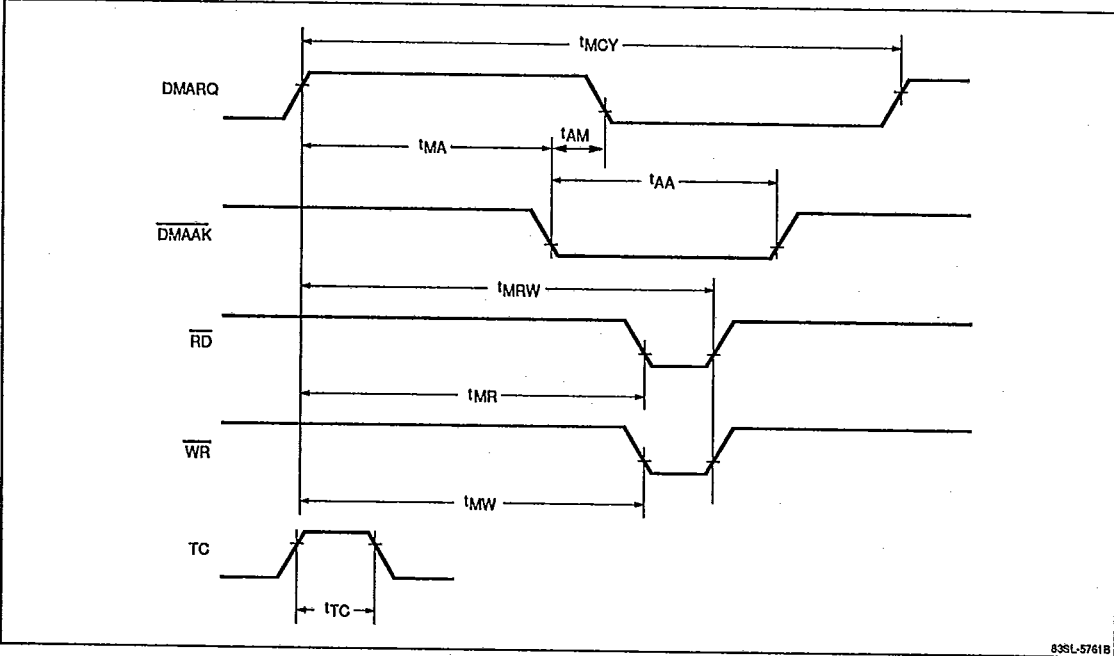 tMCY
DMARQ
tMA
tAM
tAA
DMAAK
tMRW
RD
tMR
WR
tMW
TC
tTC
83SL-5761B